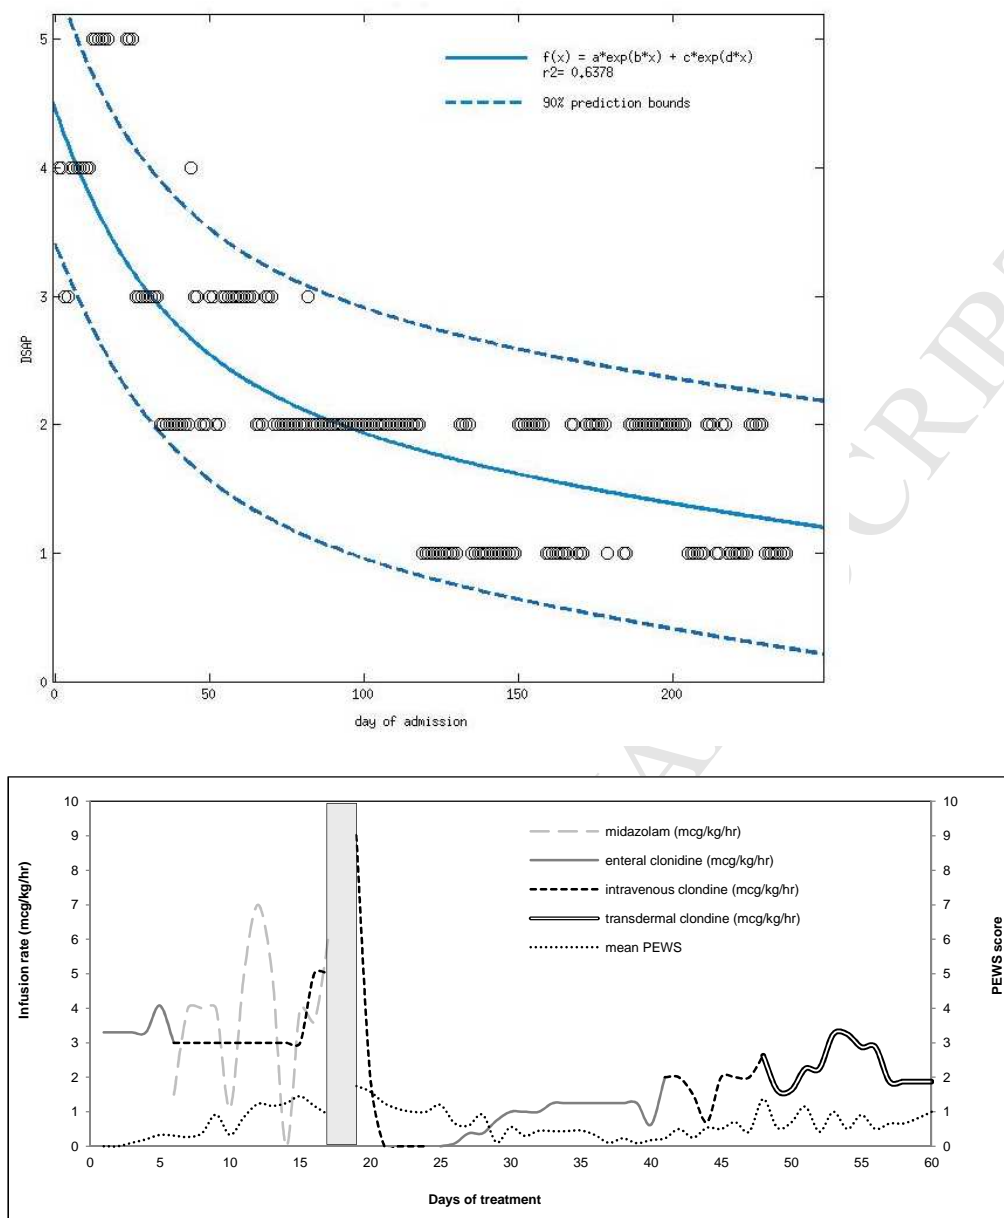 5
f(x) = a*exp(b*x) + c*exp(d*x)
r2= 0,6378
90% prediction bounds
4
3
DSAP
2
1
0
0 50 100 150 200
day of admission
CRIPT
MA
10 10
9 9
8 8
7 7
6 6
5 5
4 4
3 3
2 2
1 1
0 0
midazolam (mcg/kg/hr)
enteral clonidine (mcg/kg/hr)
intravenous clondine (mcg/kg/hr)
transdermal clondine (mcg/kg/hr)
mean PEWS
Infusion rate (mcg/kg/hr)
PEWS score
0 5 10 15 20 25 30 35 40 45 50 55 60
Days of treatment